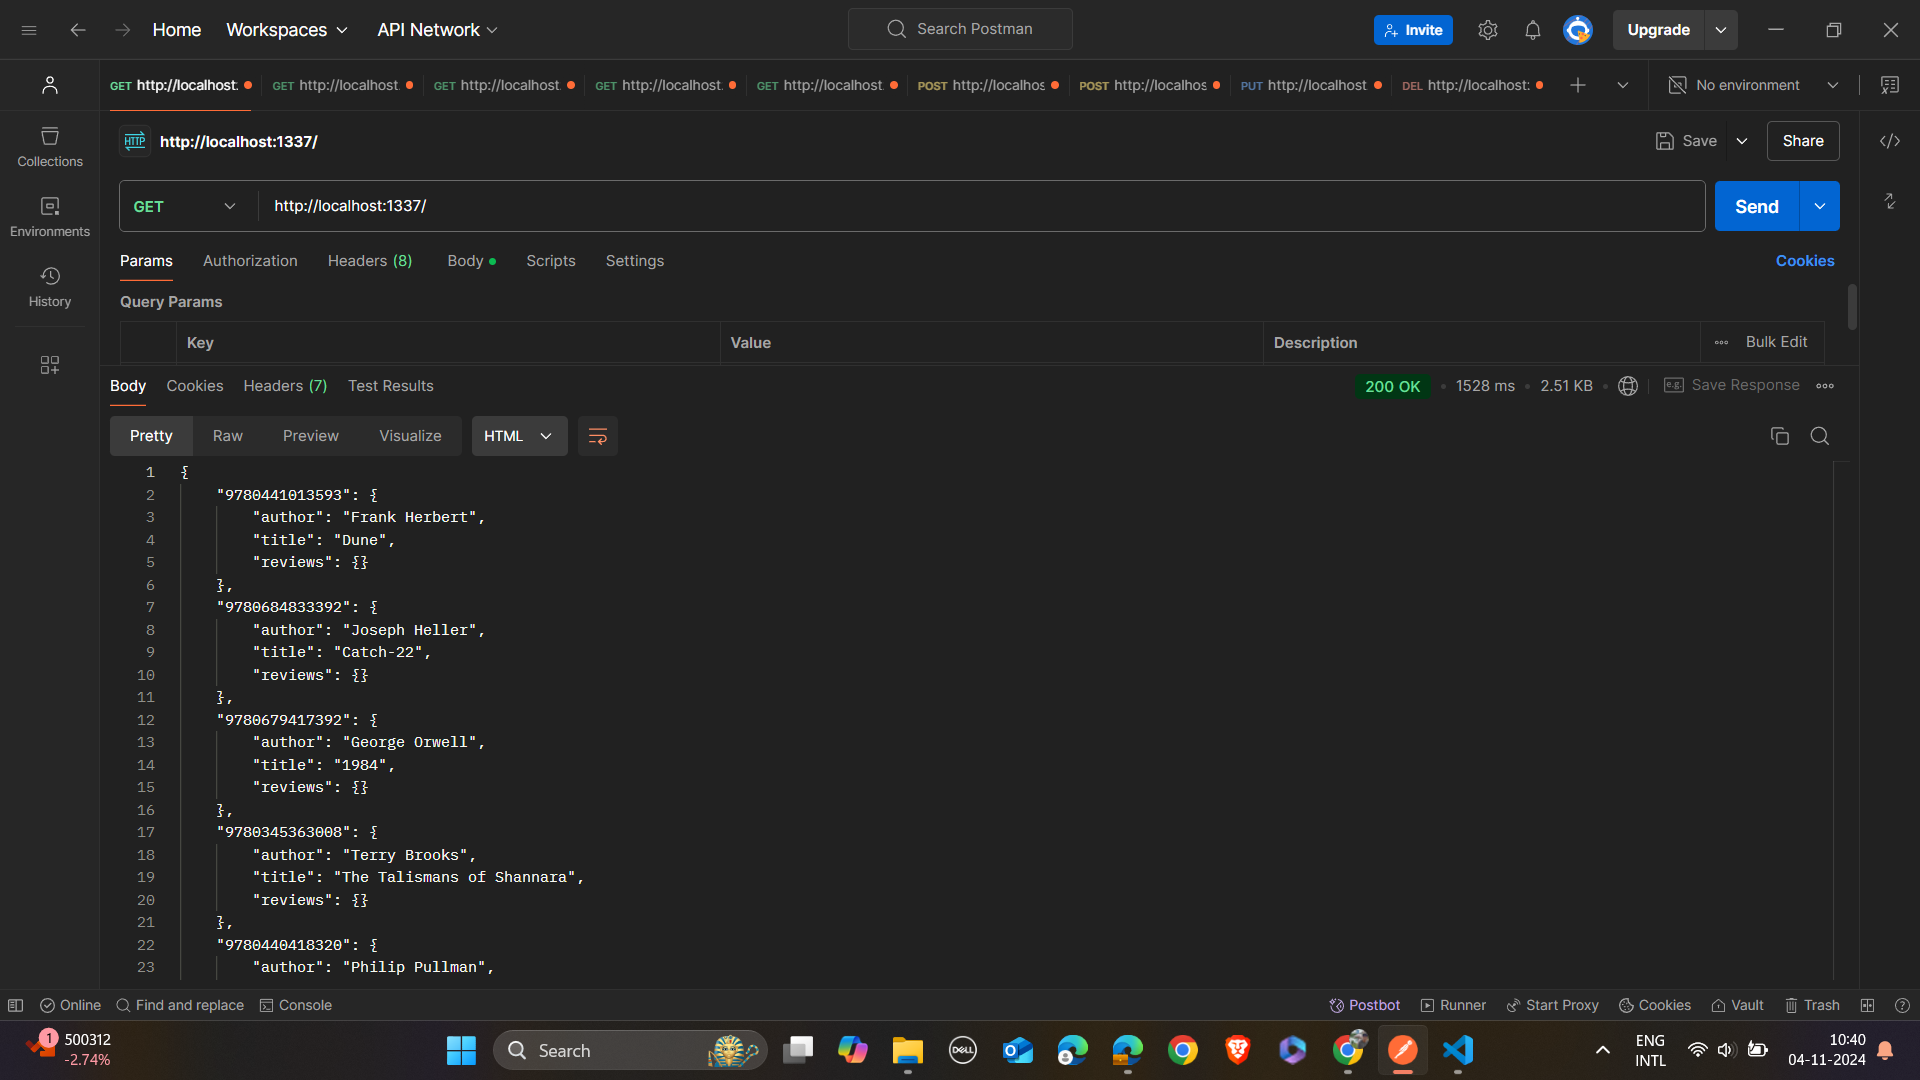 Home Workspaces API Network Search Postman Invite Upgrade
GET http://localhost. GET http://localhost. GET http://localhost. GET http://localhost. GET http://localhost. POST http://localhos POST http://localhos PUT http://localhost DEL http://localhost: No environment
HTTP http://localhost:1337/ Save Share
Collections
GET http://localhost:1337/ Send
Environments
Params Authorization Headers (8) Body Scripts Settings Cookies
History
Query Params
Key Value Description Bulk Edit
Body Cookies Headers (7) Test Results 200 OK 1528 ms 2.51 KB e.g. Save Response
Pretty Raw Preview Visualize HTML
1 {
2 "9780441013593": {
3 "author": "Frank Herbert",
4 "title": "Dune",
5 "reviews": {}
6 },
7 "9780684833392": {
8 "author": "Joseph Heller",
9 "title": "Catch-22",
10 "reviews": {}
11 },
12 "9780679417392": {
13 "author": "George Orwell",
14 "title": "1984",
15 "reviews": {}
16 },
17 "9780345363008": {
18 "author": "Terry Brooks",
19 "title": "The Talismans of Shannara",
20 "reviews": {}
21 },
22 "9780440418320": {
23 "author": "Philip Pullman",
Online Find and replace Console Postbot Runner Start Proxy Cookies Vault Trash
1 500312
-2.74%
Search
DELL
ENG
INTL
10:40
04-11-2024